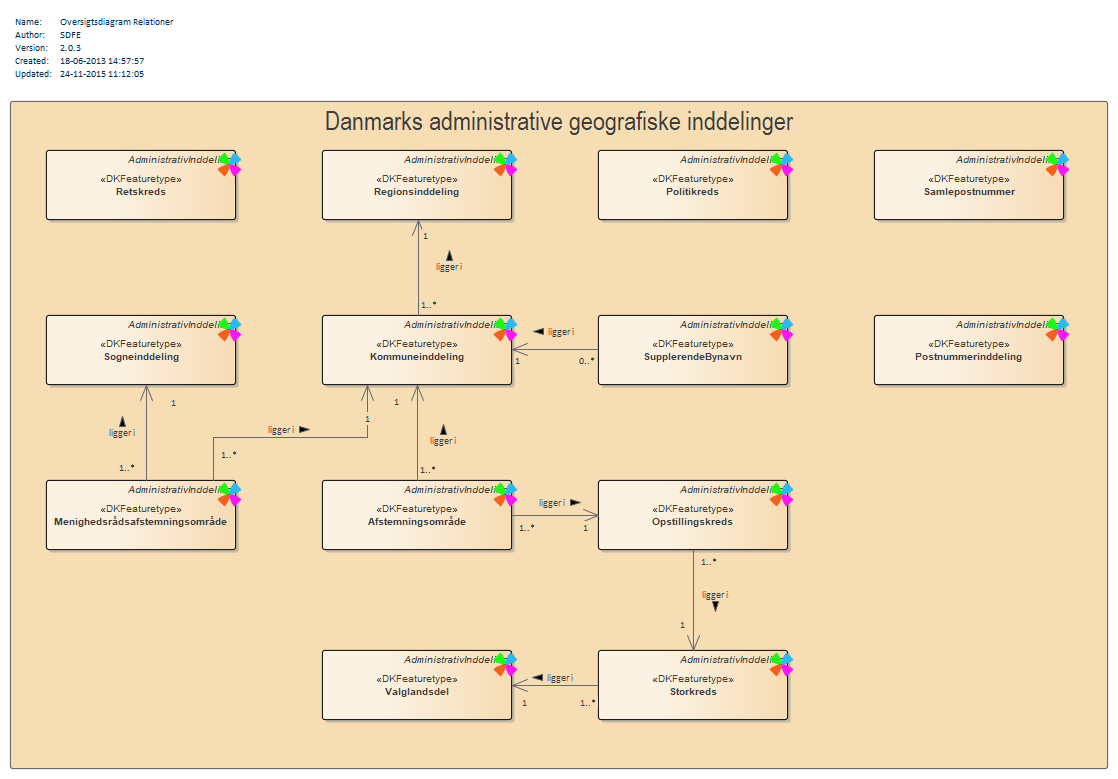 Name: Oversigtsdiagram Relationer
Author: SDFE
Version: 2.0.3
Created: 18-06-2013 14:57:57
Updated: 24-11-2015 11:12:05
Danmarks administrative geografiske inddelinger
AdministrativInddeli
«DKFeaturetype»
Retskreds
AdministrativInddeli
«DKFeaturetype»
Regionsinddeling
AdministrativInddeli
«DKFeaturetype»
Politikreds
AdministrativInddeli
«DKFeaturetype»
Samlepostnummer
1
ligger i
1..*
AdministrativInddeli
«DKFeaturetype»
Sogneinddeling
AdministrativInddeli
«DKFeaturetype»
Kommuneinddeling
ligger i
1
0..*
AdministrativInddeli
«DKFeaturetype»
SupplerendeBynavn
AdministrativInddeli
«DKFeaturetype»
Postnummerinddeling
1
ligger i
1..*
ligger i
1
1..*
1
ligger i
1..*
AdministrativInddeli
«DKFeaturetype»
Menighedsrådsafstemningsområde
AdministrativInddeli
«DKFeaturetype»
Afstemningsområde
ligger i
1..*
1
AdministrativInddeli
«DKFeaturetype»
Opstillingskreds
1..*
ligger i
1
AdministrativInddeli
«DKFeaturetype»
Valglandsdel
ligger i
1
1..*
AdministrativInddeli
«DKFeaturetype»
Storkreds